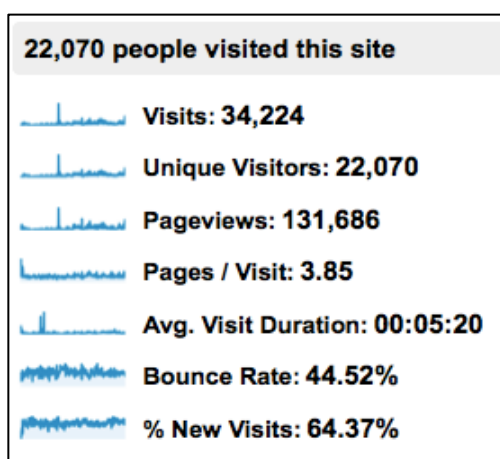 22,070 people visited this site
Visits: 34,224
Unique Visitors: 22,070
Pageviews: 131,686
Pages / Visit: 3.85
Avg. Visit Duration: 00:05:20
Bounce Rate: 44.52%
% New Visits: 64.37%